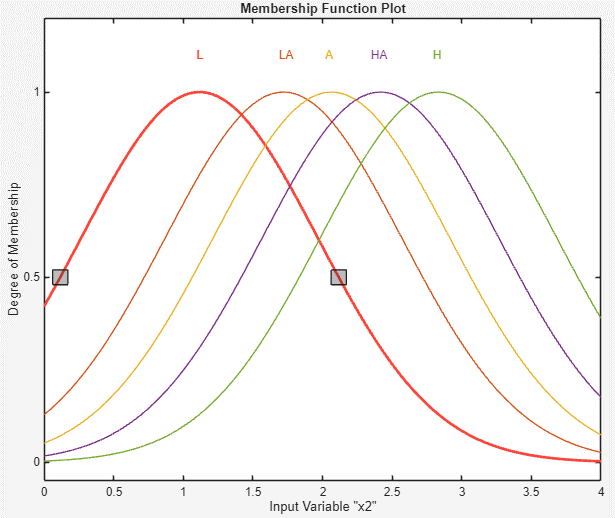 Membership Function Plot
L LA A HA H
1
0.5
0
Degree of Membership
0 0.5 1 1.5 2 2.5 3 3.5 4
Input Variable "x2"